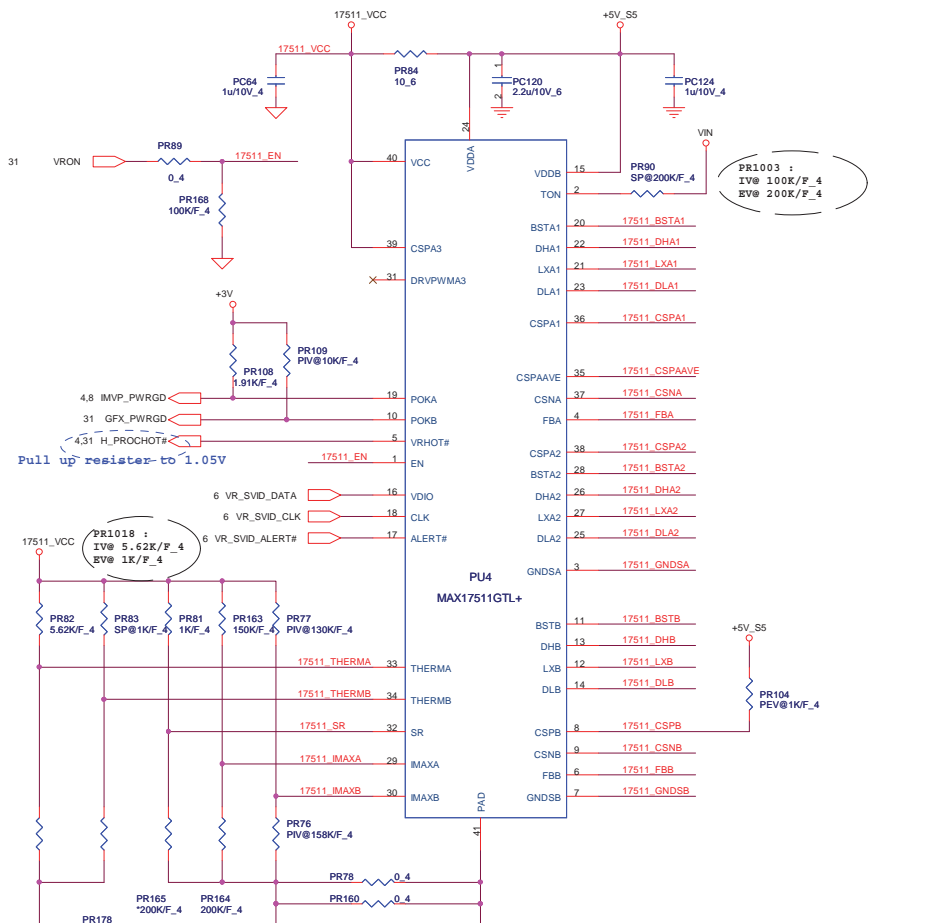 17511_VCC
+5V_S5
17511_VCC
PR84
10_6
PC64
1u/10V_4
1
PC120
2.2u/10V_6
2
PC124
1u/10V_4
24
VDDA
VIN
31 VRON
PR89
0_4
17511_EN
PR168
100K/F_4
40 VCC
VDDB 15
PR90
SP@200K/F_4
TON 2
PR1003 :
IV@ 100K/F_4
EV@ 200K/F_4
BSTA1 20 17511_BSTA1
39 CSPA3
DHA1 22 17511_DHA1
LXA1 21 17511_LXA1
31 DRVPWMA3
DLA1 23 17511_DLA1
+3V
CSPA1 36 17511_CSPA1
PR109
PIV@10K/F_4
PR108
1.91K/F_4
CSPAAVE 35 17511_CSPAAVE
4,8 IMVP_PWRGD
19 POKA
CSNA 37 17511_CSNA
31 GFX_PWRGD
10 POKB
FBA 4 17511_FBA
4,31 H_PROCHOT#
5 VRHOT#
Pull up resister to 1.05V
17511_EN
1 EN
CSPA2 38 17511_CSPA2
BSTA2 28 17511_BSTA2
6 VR_SVID_DATA
16 VDIO
DHA2 26 17511_DHA2
6 VR_SVID_CLK
18 CLK
LXA2 27 17511_LXA2
6 VR_SVID_ALERT#
17 ALERT#
DLA2 25 17511_DLA2
17511_VCC
PR1018 :
IV@ 5.62K/F_4
EV@ 1K/F_4
GNDSA 3 17511_GNDSA
PU4
MAX17511GTL+
PR82
5.62K/F_4
PR83
SP@1K/F_4
PR81
1K/F_4
PR163
150K/F_4
PR77
PIV@130K/F_4
BSTB 11 17511_BSTB
DHB 13 17511_DHB
+5V_S5
17511_THERMA
33 THERMA
LXB 12 17511_LXB
DLB 14 17511_DLB
17511_THERMB
34 THERMB
PR104
PEV@1K/F_4
17511_SR
32 SR
CSPB 8 17511_CSPB
CSNB 9 17511_CSNB
17511_IMAXA
29 IMAXA
FBB 6 17511_FBB
17511_IMAXB
30 IMAXB
GNDSB 7 17511_GNDSB
PAD
41
PR76
PIV@158K/F_4
PR78
0_4
PR160
0_4
PR165
*200K/F_4
PR164
200K/F_4
PR178